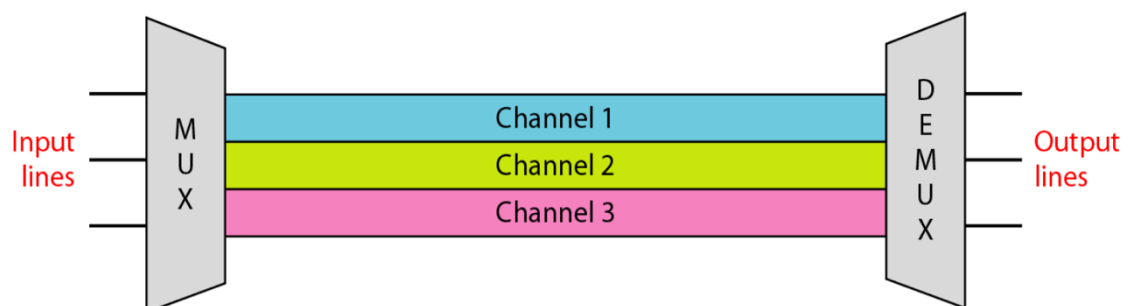 Input
lines
M
U
X
Channel 1
Channel 2
Channel 3
D
E
M
U
X
Output
lines